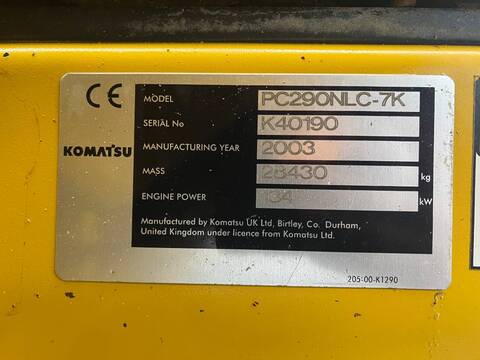 CE
MODEL PC290NLC-7K
SERIAL No K40190
KOMATSU
MANUFACTURING YEAR 2003
MASS 28430 kg
ENGINE POWER 134 kW
Manufactured by Komatsu UK Ltd, Birtley, Co. Durham,
United Kingdom under licence from Komatsu Ltd.
205-00-K1290